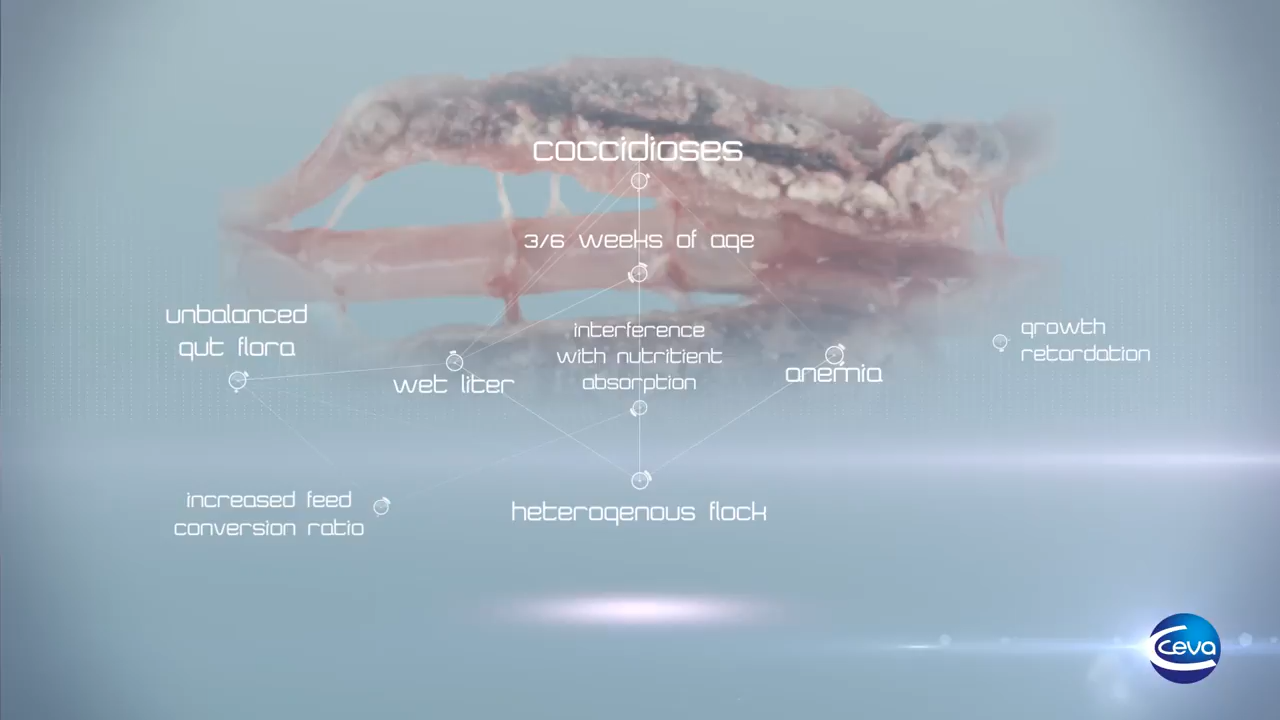 coccidioses
3/6 weeks of age
unbalanced
gut flora
interference
with nutritient
absorption
growth
retardation
wet liter
anemia
increased feed
conversion ratio
heterogenous flock
Ceva